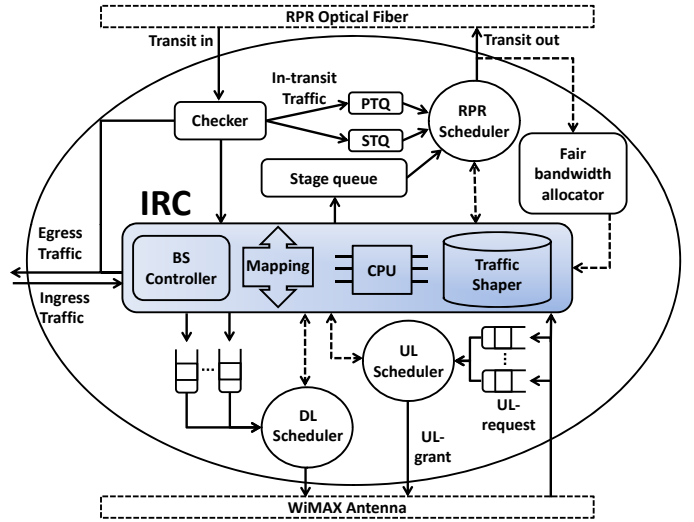 RPR Optical Fiber
Transit in
Transit out
In-transit
Traffic
PTQ
STQ
Checker
RPR
Scheduler
Stage queue
Fair
bandwidth
allocator
IRC
Egress
Traffic
Ingress
Traffic
BS
Controller
Mapping
CPU
Traffic
Shaper
...
...
UL
Scheduler
UL-
request
DL
Scheduler
UL-
grant
WiMAX Antenna